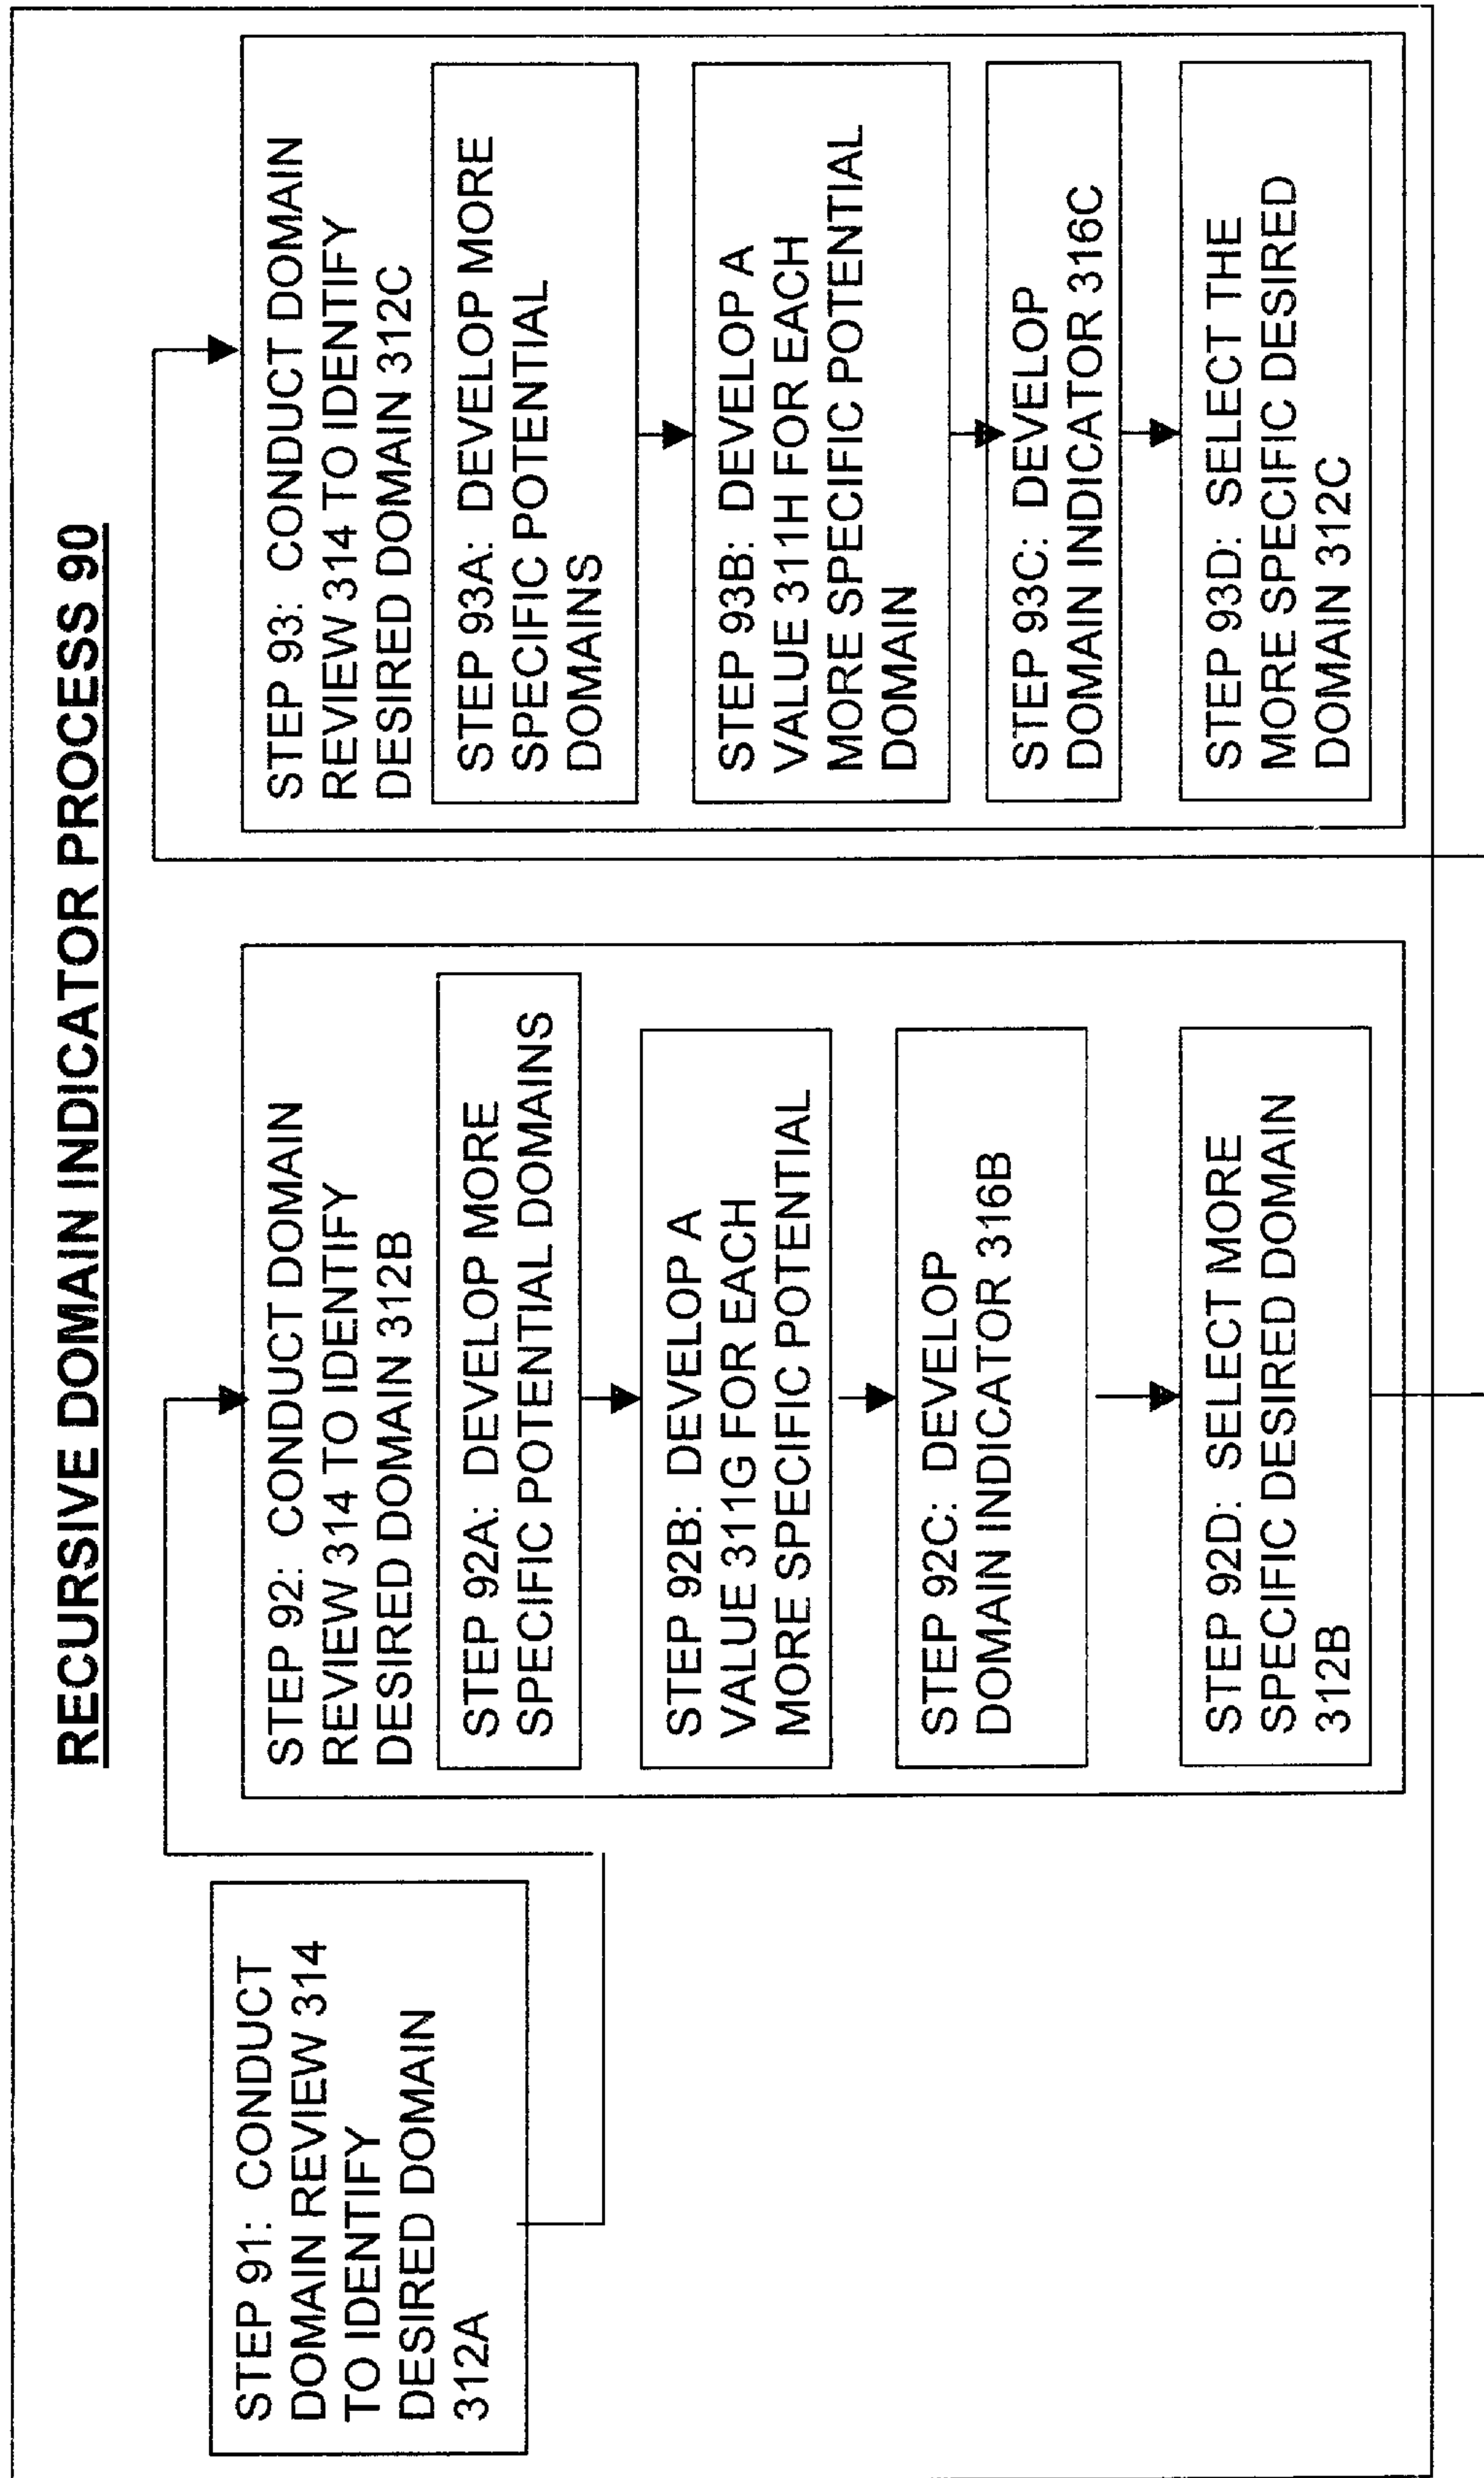 RECURSIVE DOMAIN INDICATOR PROCESS 90
STEP 91: CONDUCT
DOMAIN REVIEW 314
TO IDENTIFY
DESIRED DOMAIN
312A
STEP 92: CONDUCT DOMAIN
REVIEW 314 TO IDENTIFY
DESIRED DOMAIN 312B
STEP 92A: DEVELOP MORE
SPECIFIC POTENTIAL DOMAINS
STEP 92B: DEVELOP A
VALUE 311G FOR EACH
MORE SPECIFIC POTENTIAL
STEP 92C: DEVELOP
DOMAIN INDICATOR 316B
STEP 92D: SELECT MORE
SPECIFIC DESIRED DOMAIN
312B
STEP 93: CONDUCT DOMAIN
REVIEW 314 TO IDENTIFY
DESIRED DOMAIN 312C
STEP 93A: DEVELOP MORE
SPECIFIC POTENTIAL
DOMAINS
STEP 93B: DEVELOP A
VALUE 311H FOR EACH
MORE SPECIFIC POTENTIAL
DOMAIN
STEP 93C: DEVELOP
DOMAIN INDICATOR 316C
STEP 93D: SELECT THE
MORE SPECIFIC DESIRED
DOMAIN 312C